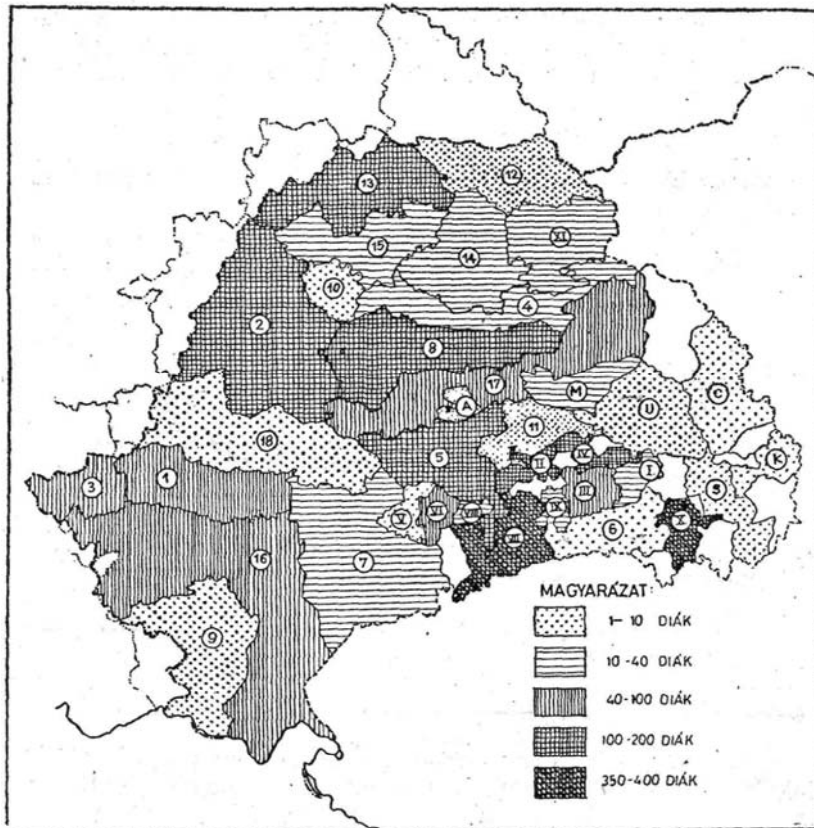 12
13
XI
15
14
10
4
2
8
C
17
M
A
U
11
K
18
5
IV
II
I
3
1
III
S
V
VI
VIII
IX
X
VII
6
16
7
9
MAGYARÁZAT:
1-10 DIÁK
10-40 DIÁK
40-100 DIÁK
100-200 DIÁK
350-400 DIÁK